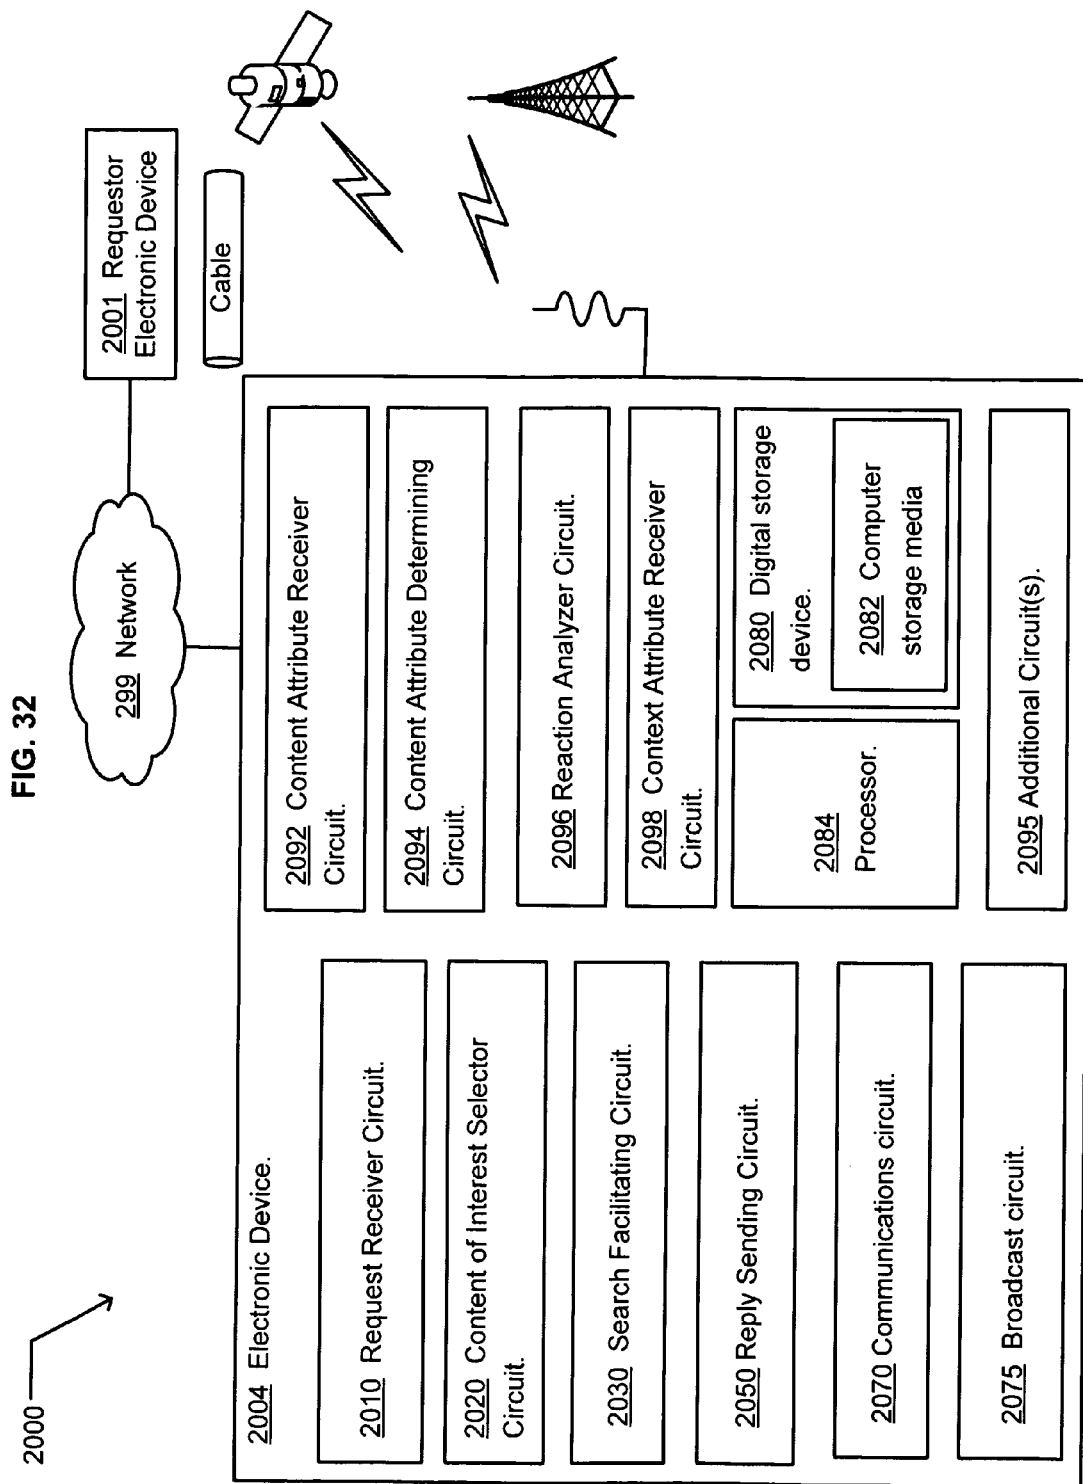 FIG. 32
2000
299 Network
2001 Requestor
Electronic Device
Cable
2004 Electronic Device.
2010 Request Receiver Circuit.
2020 Content of Interest Selector
Circuit.
2030 Search Facilitating Circuit.
2050 Reply Sending Circuit.
2070 Communications circuit.
2075 Broadcast circuit.
2092 Content Attribute Receiver
Circuit.
2094 Content Attribute Determining
Circuit.
2096 Reaction Analyzer Circuit.
2098 Context Attribute Receiver
Circuit.
2084
Processor.
2080 Digital storage
device.
2082 Computer
storage media
2095 Additional Circuit(s).